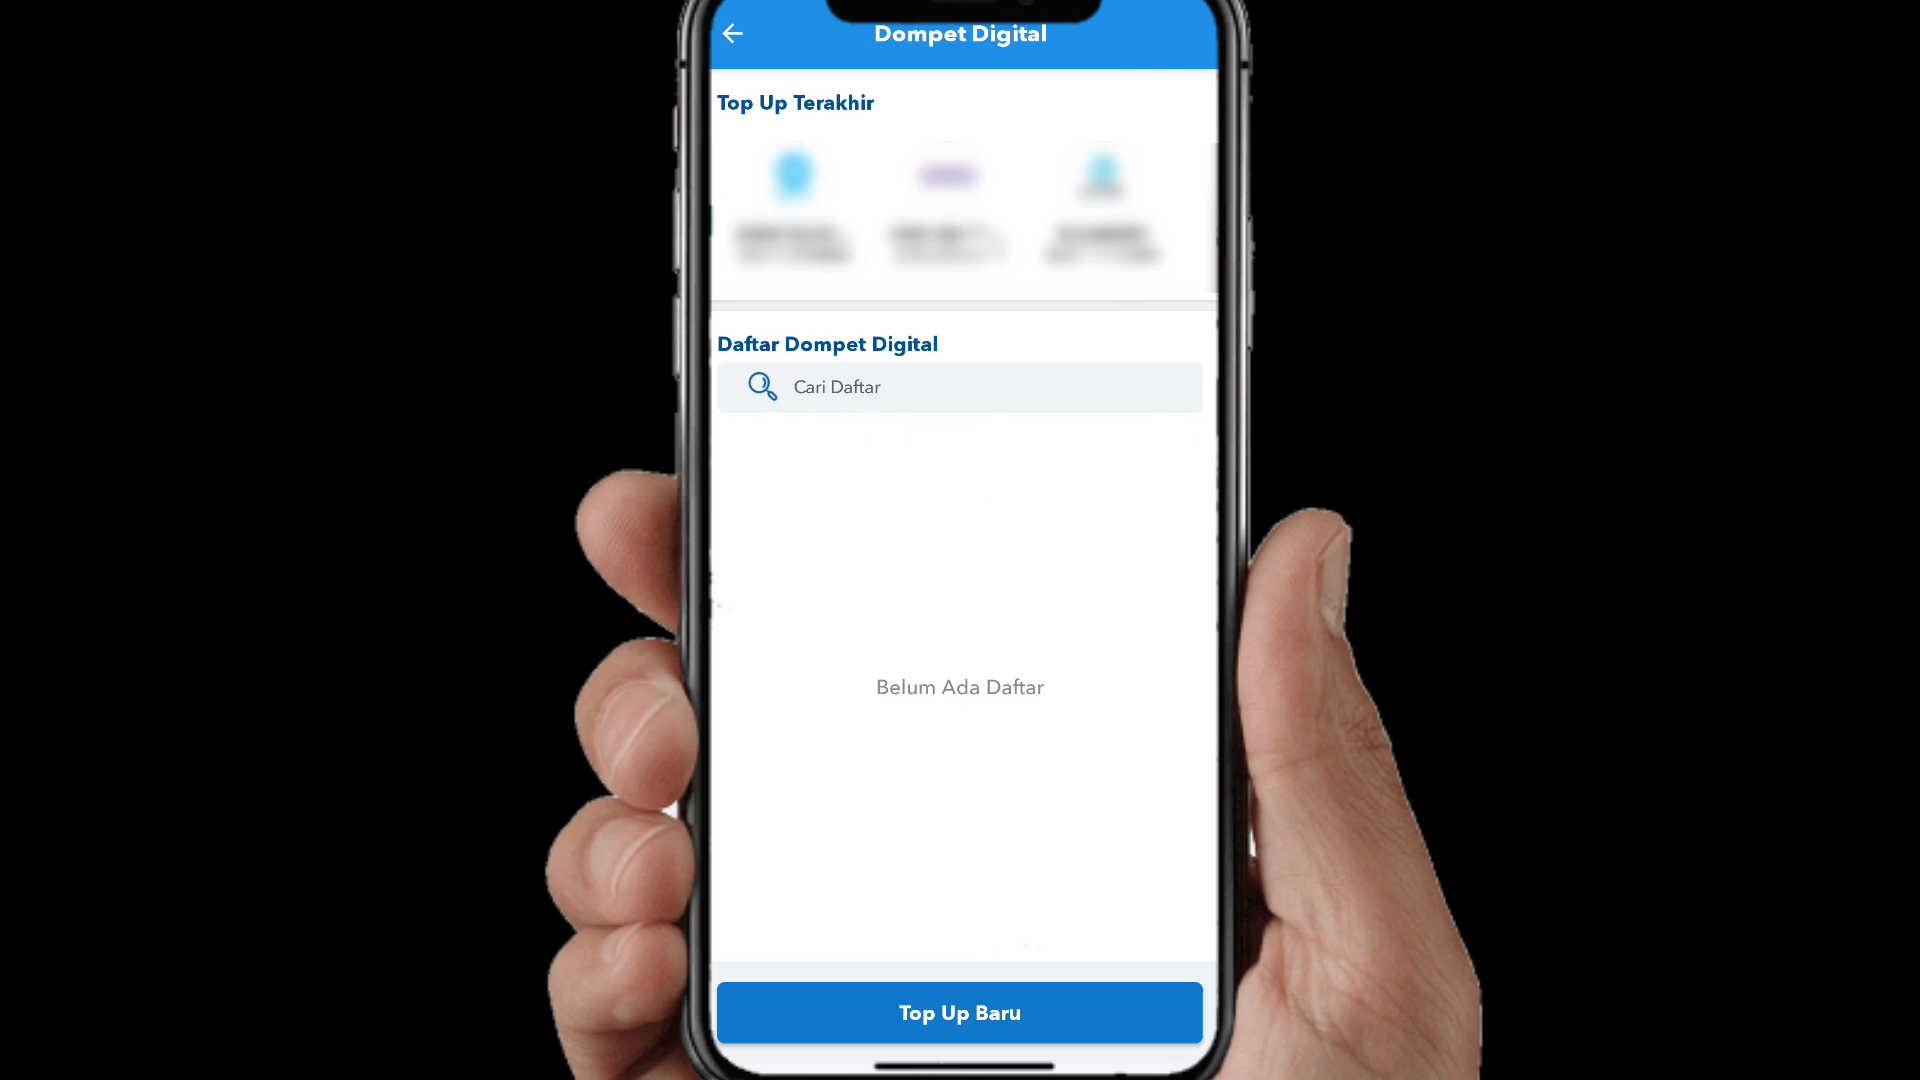 Dompet Digital
Top Up Terakhir
Daftar Dompet Digital
Cari Daftar
Belum Ada Daftar
Top Up Baru